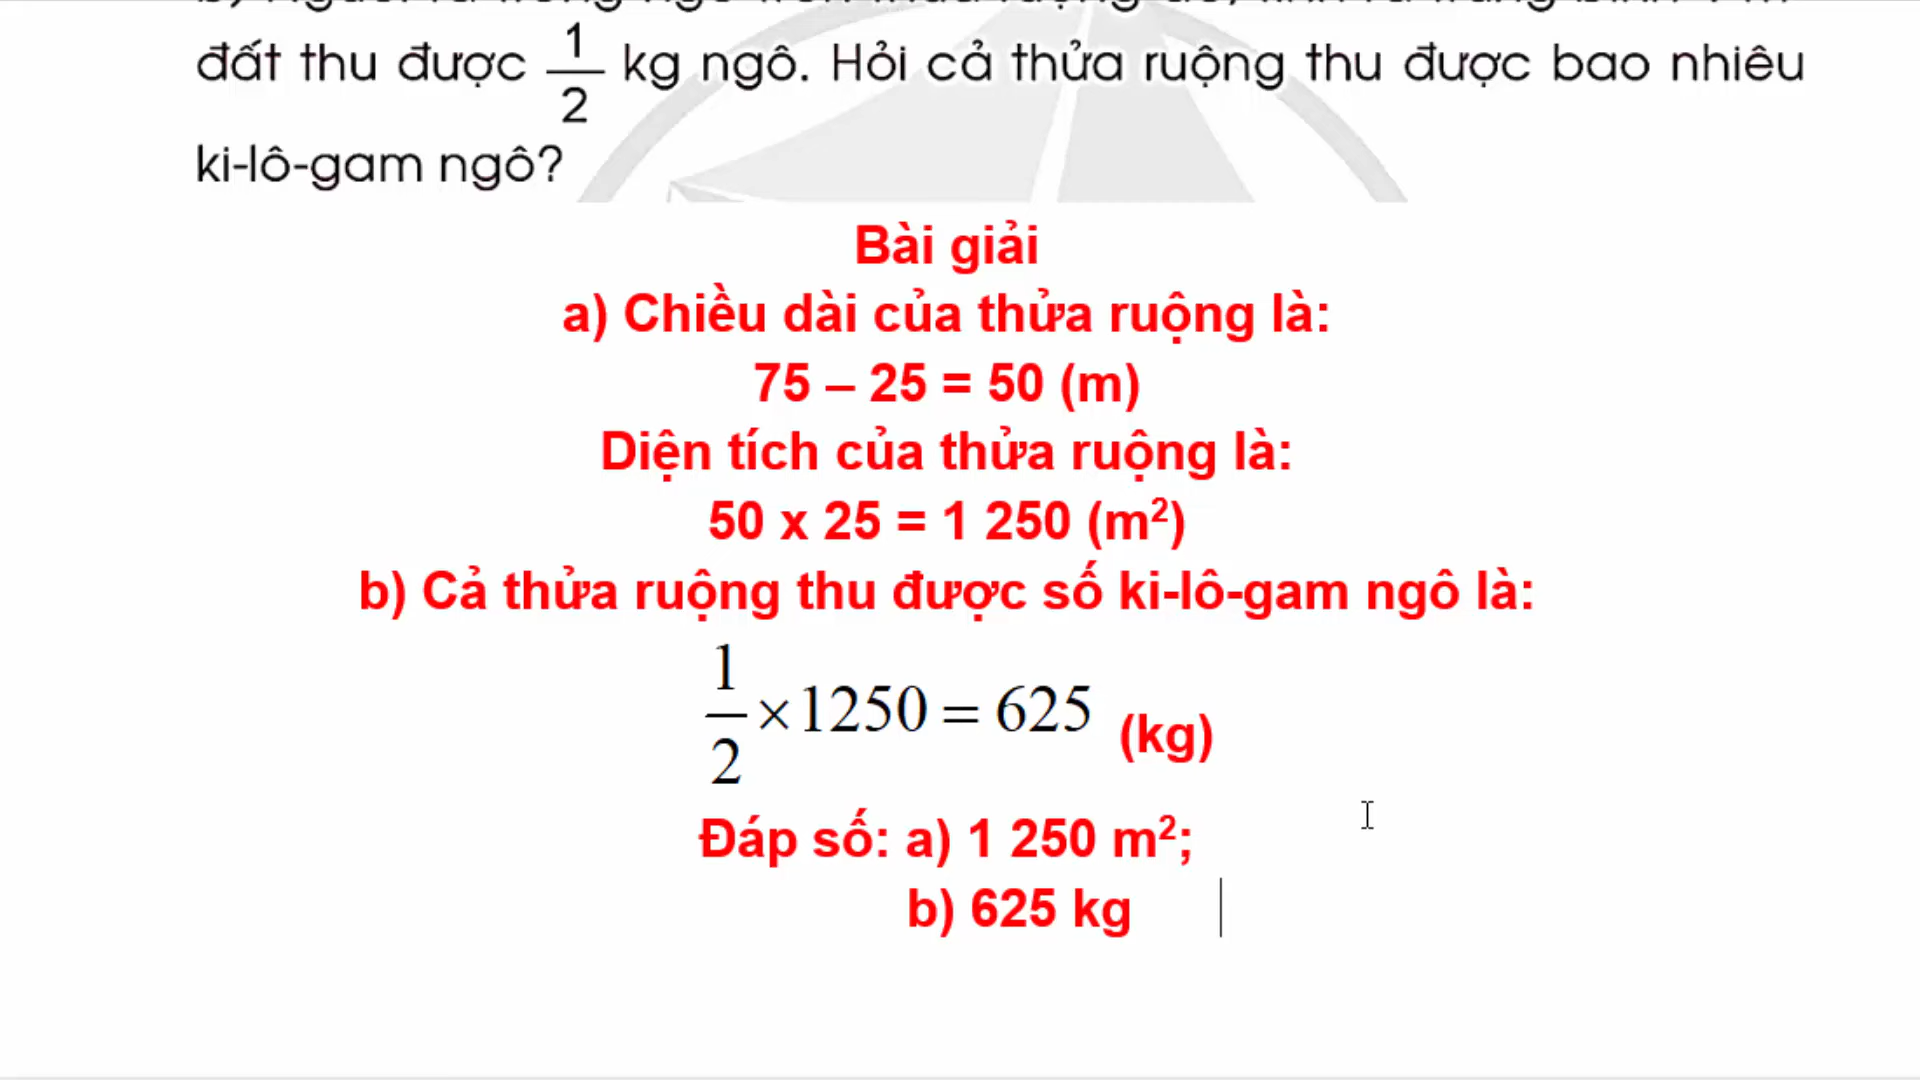 đất thu được 1/2 kg ngô. Hỏi cả thửa ruộng thu được bao nhiêu
ki-lô-gam ngô?
Bài giải
a) Chiều dài của thửa ruộng là:
75 – 25 = 50 (m)
Diện tích của thửa ruộng là:
50 x 25 = 1 250 (m²)
b) Cả thửa ruộng thu được số ki-lô-gam ngô là:
1/2 × 1250 = 625 (kg)
Đáp số: a) 1 250 m²;
b) 625 kg